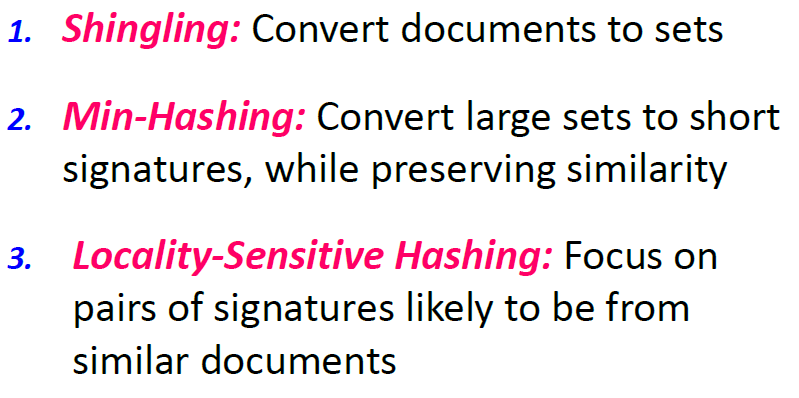 1. Shingling: Convert documents to sets
2. Min-Hashing: Convert large sets to short
signatures, while preserving similarity
3. Locality-Sensitive Hashing: Focus on
pairs of signatures likely to be from
similar documents